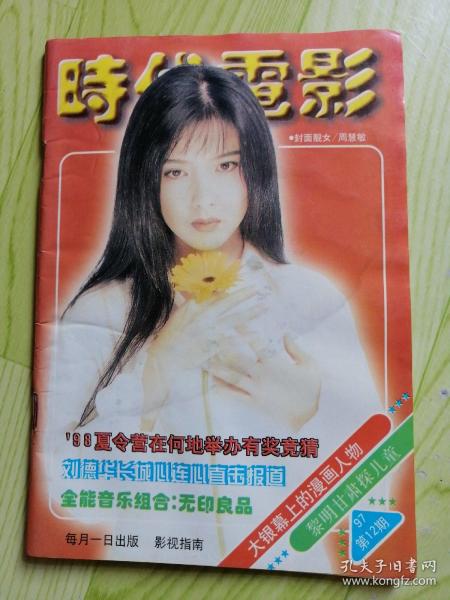 時代電影
●封面靓女/周慧敏
'98夏令营在何地举办有奖竞猜
刘德华长城心连心直击报道
全能音乐组合:无印良品
每月一日出版 影视指南
大银幕上的漫画人物
黎明甘肃探儿童
97
第12期
孔夫子旧书网
www.kongfz.com